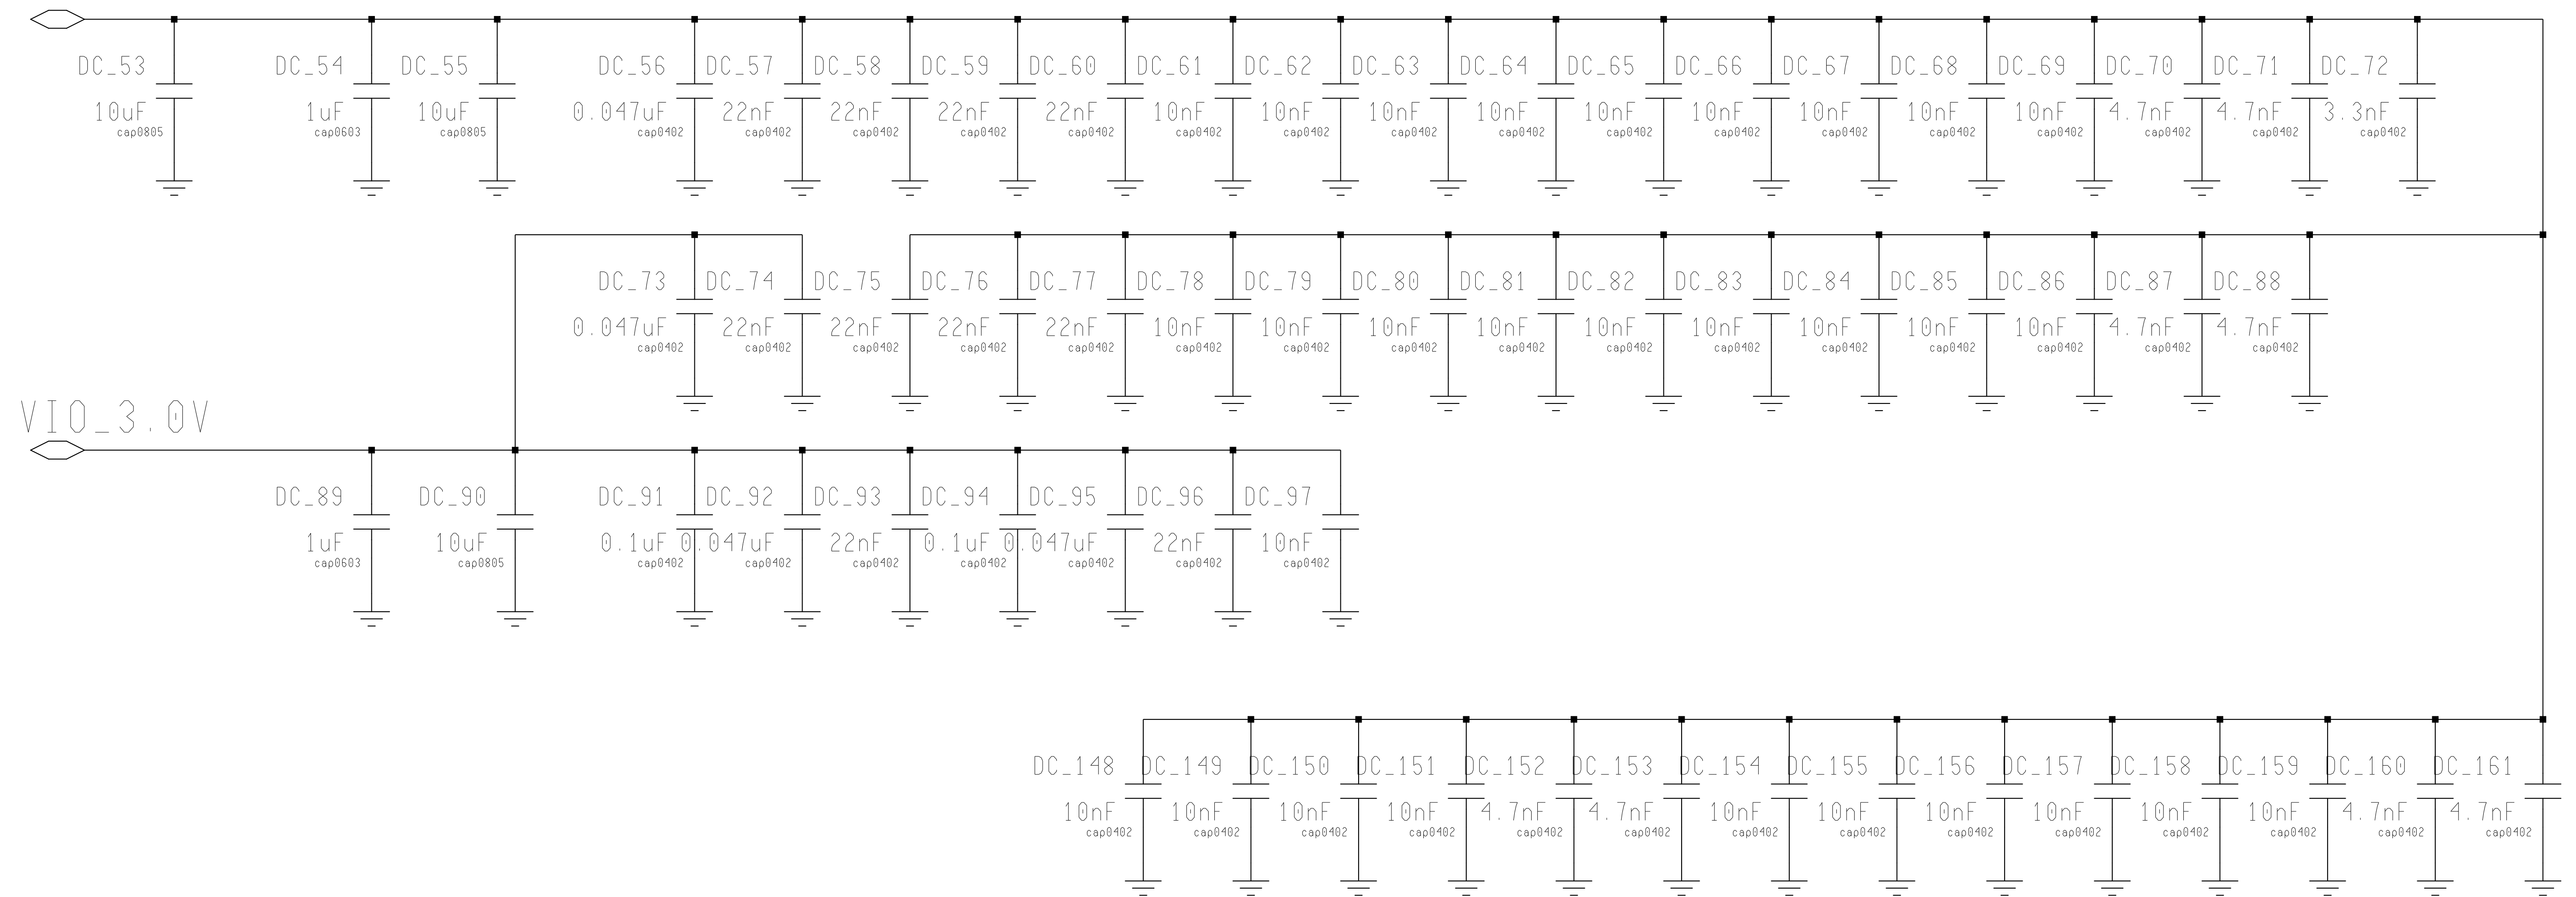 DC_53 DC_54 DC_55 DC_56 DC_57 DC_58 DC_59 DC_60 DC_61 DC_62 DC_63 DC_64 DC_65 DC_66 DC_67 DC_68 DC_69 DC_70 DC_71 DC_72
10uF 1uF 10uF 0.047uF 22nF 22nF 22nF 22nF 10nF 10nF 10nF 10nF 10nF 10nF 10nF 10nF 10nF 4.7nF 4.7nF 3.3nF
cap0805 cap0603 cap0805 cap0402 cap0402 cap0402 cap0402 cap0402 cap0402 cap0402 cap0402 cap0402 cap0402 cap0402 cap0402 cap0402 cap0402 cap0402 cap0402 cap0402
DC_73 DC_74 DC_75 DC_76 DC_77 DC_78 DC_79 DC_80 DC_81 DC_82 DC_83 DC_84 DC_85 DC_86 DC_87 DC_88
0.047uF 22nF 22nF 22nF 22nF 10nF 10nF 10nF 10nF 10nF 10nF 10nF 10nF 10nF 4.7nF 4.7nF
cap0402 cap0402 cap0402 cap0402 cap0402 cap0402 cap0402 cap0402 cap0402 cap0402 cap0402 cap0402 cap0402 cap0402 cap0402 cap0402
VIO_3.0V
DC_89 DC_90 DC_91 DC_92 DC_93 DC_94 DC_95 DC_96 DC_97
1uF 10uF 0.1uF 0.047uF 22nF 0.1uF 0.047uF 22nF 10nF
cap0603 cap0805 cap0402 cap0402 cap0402 cap0402 cap0402 cap0402 cap0402
DC_148 DC_149 DC_150 DC_151 DC_152 DC_153 DC_154 DC_155 DC_156 DC_157 DC_158 DC_159 DC_160 DC_161
10nF 10nF 10nF 10nF 4.7nF 4.7nF 10nF 10nF 10nF 10nF 10nF 10nF 4.7nF 4.7nF
cap0402 cap0402 cap0402 cap0402 cap0402 cap0402 cap0402 cap0402 cap0402 cap0402 cap0402 cap0402 cap0402 cap0402